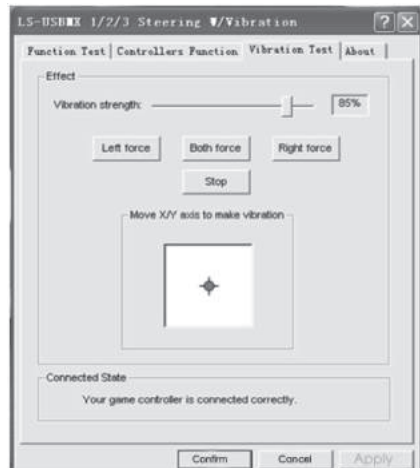 LS-USBMX 1/2/3 Steering W/Vibration ? X
Function Test Controllers Function Vibration Test About
Effect
Vibration strength: 85%
Left force Both force Right force
Stop
Move X/Y axis to make vibration
Connected State
Your game controller is connected correctly.
Confirm Cancel Apply